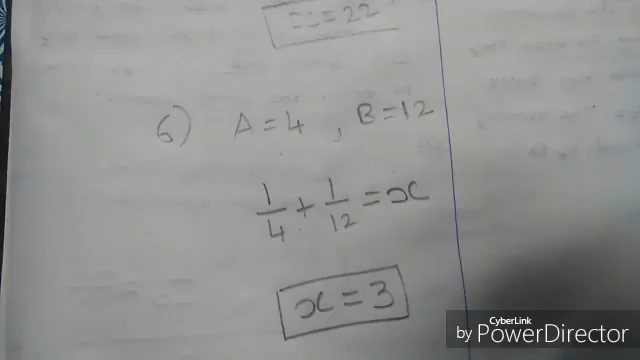 x=22
6) A=4, B=12
1/4 + 1/12 = x
x=3
CyberLink
by PowerDirector